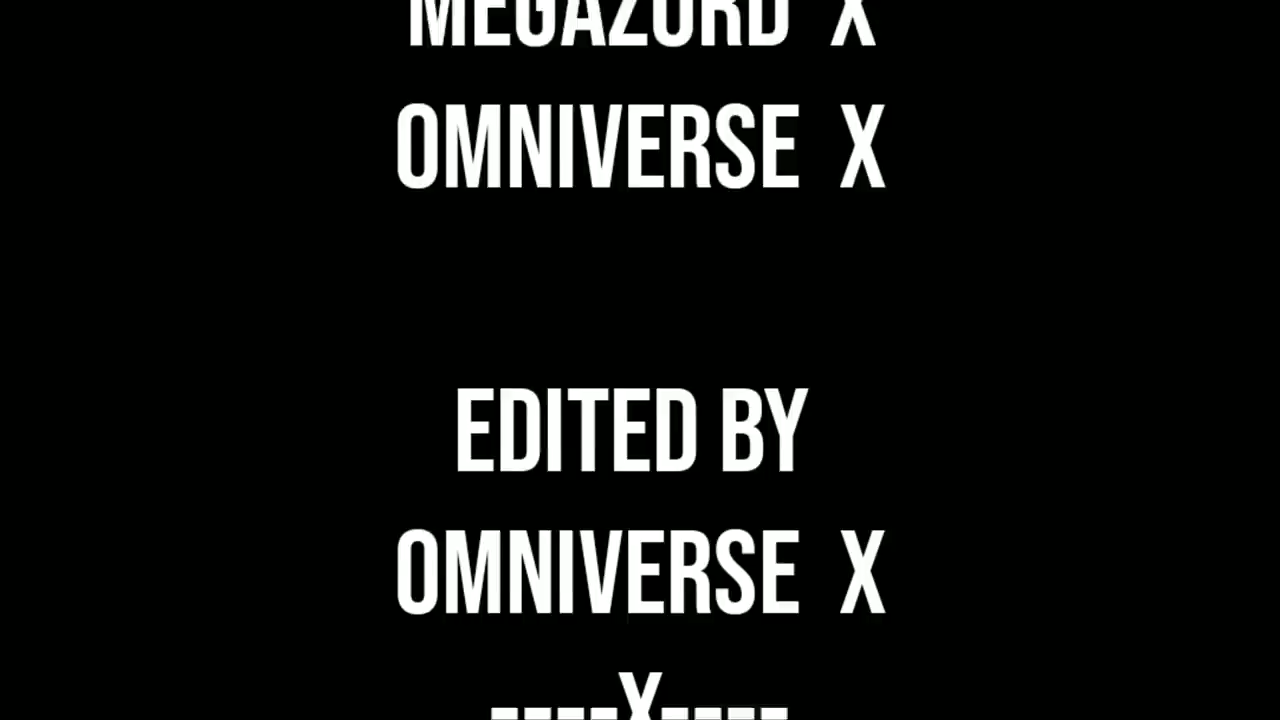 MEGAZORD X
OMNIVERSE X
EDITED BY
OMNIVERSE X
----X----